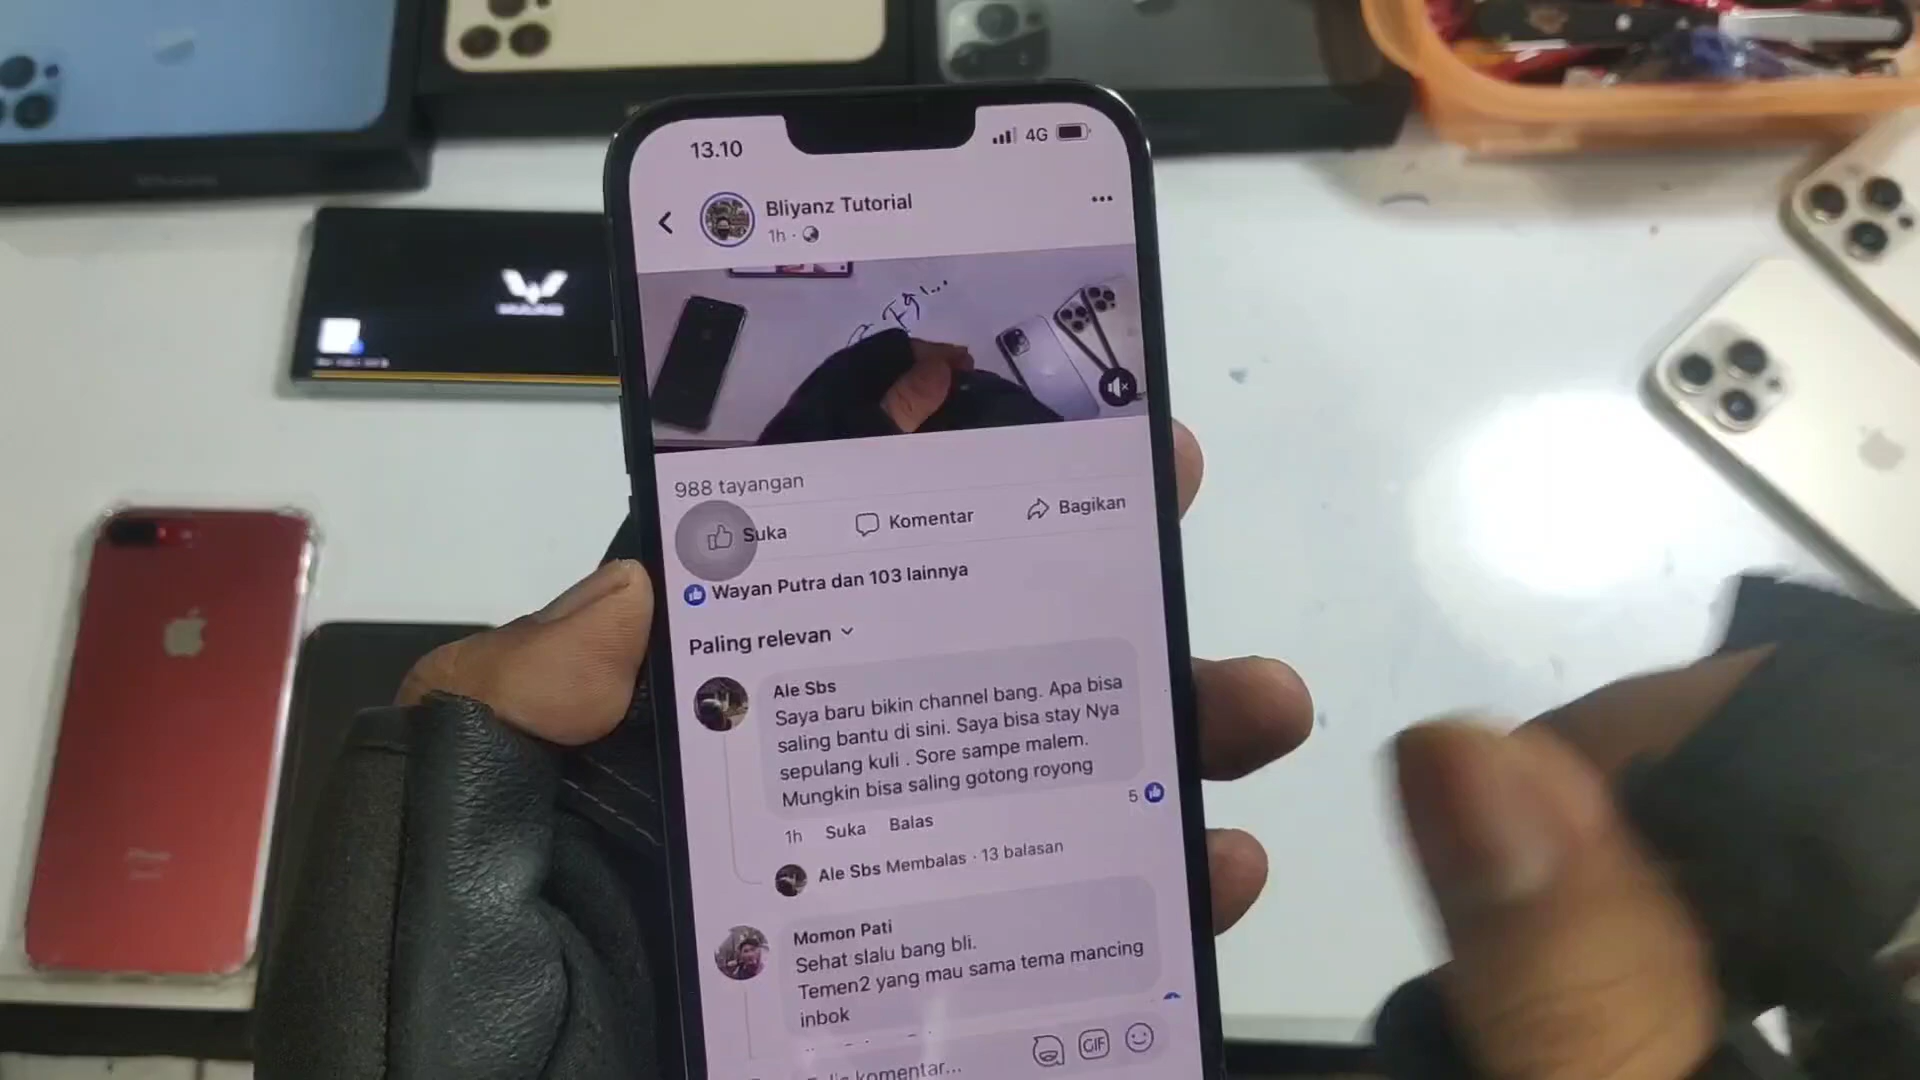 13.10
4G
Bliyanz Tutorial
1h
988 tayangan
Suka
Komentar
Bagikan
Wayan Putra dan 103 lainnya
Paling relevan
Ale Sbs
Saya baru bikin channel bang. Apa bisa
saling bantu di sini. Saya bisa stay Nya
sepulang kuli . Sore sampe malem.
Mungkin bisa saling gotong royong
5
1h Suka Balas
Ale Sbs Membalas · 13 balasan
Momon Pati
Sehat slalu bang bli.
Temen2 yang mau sama tema mancing
inbok
GIF
komentar...